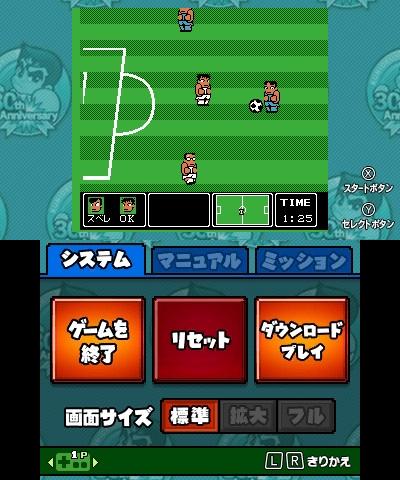 30th
Anniversary
Ⓧ
スタートボタン
Ⓨ
セレクトボタン
スベレ OK
TIME
1:25
システム マニュアル ミッション
ゲームを
終了
リセット
ダウンロード
プレイ
画面サイズ 標準 拡大 フル
1P
L R きりかえ